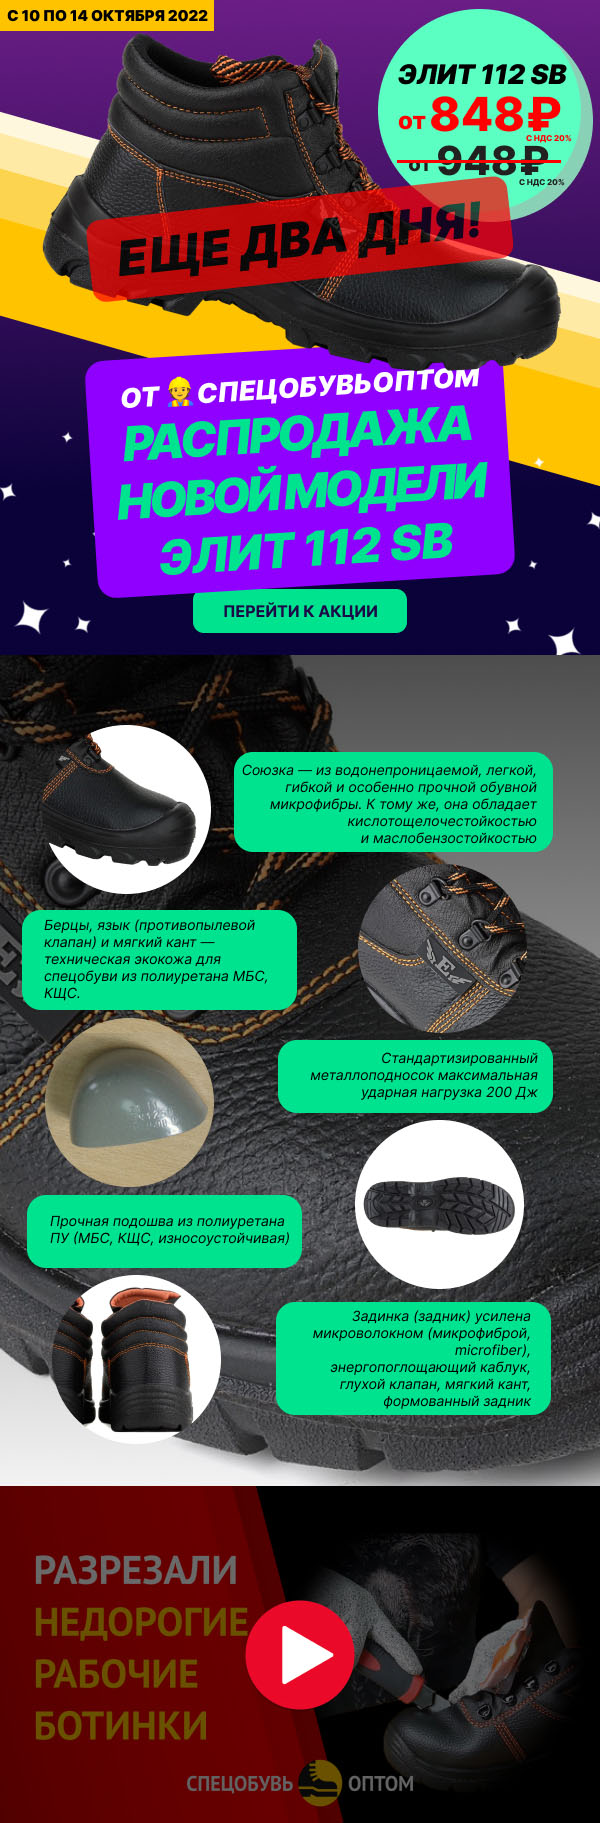 С 10 ПО 14 ОКТЯБРЯ 2022
ЭЛИТ 112 SB
от 848₽
С НДС 20%
от 948₽
С НДС 20%
ЕЩЕ ДВА ДНЯ!
ОТ 👷 СПЕЦОБУВЬОПТОМ
РАСПРОДАЖА
НОВОЙ МОДЕЛИ
ЭЛИТ 112 SB
ПЕРЕЙТИ К АКЦИИ
Союзка — из водонепроницаемой, легкой,
гибкой и особенно прочной обувной
микрофибры. К тому же, она обладает
кислотощелочестойкостью
и маслобензостойкостью
Берцы, язык (противопылевой
клапан) и мягкий кант —
техническая экокожа для
спецобуви из полиуретана МБС,
КЩС.
E
Стандартизированный
металлоподносок максимальная
ударная нагрузка 200 Дж
Прочная подошва из полиуретана
ПУ (МБС, КЩС, износоустойчивая)
Задинка (задник) усилена
микроволокном (микрофиброй,
microfiber),
энергопоглощающий каблук,
глухой клапан, мягкий кант,
формованный задник
РАЗРЕЗАЛИ
НЕДОРОГИЕ
РАБОЧИЕ
БОТИНКИ
СПЕЦОБУВЬ ОПТОМ